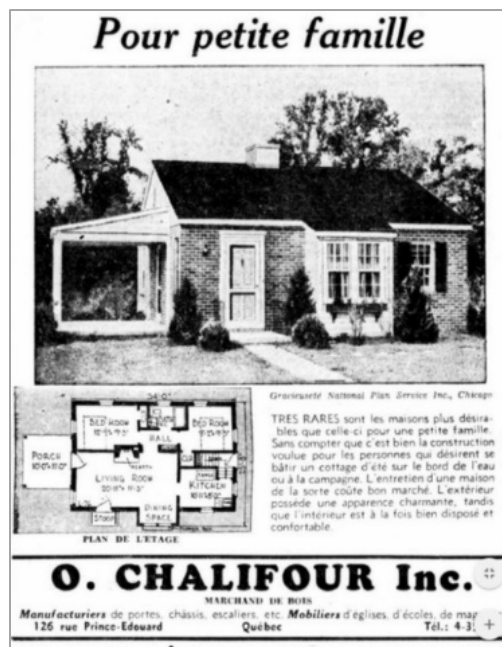 Pour petite famille
Gracieuseté National Plan Service Inc., Chicago
TRES RARES sont les maisons plus désira-
bles que celle-ci pour une petite famille.
Sans compter que c'est bien la construction
voulue pour les personnes qui désirent se
bâtir un cottage d'été sur le bord de l'eau
ou à la campagne. L'entretien d'une maison
de la sorte coûte bon marché. L'extérieur
possède une apparence charmante, tandis
que l'intérieur est à la fois bien disposé et
confortable.
BED ROOM
BATH
BED ROOM
HALL
PORCH
LIVING ROOM
KITCHEN
DINING
SPACE
STOOP
PLAN DE L'ETAGE
O. CHALIFOUR Inc.
MARCHAND DE BOIS
Manufacturiers de portes, châssis, escaliers, etc. Mobiliers d'églises, d'écoles, de
126 rue Prince-Edouard Québec Tél.: